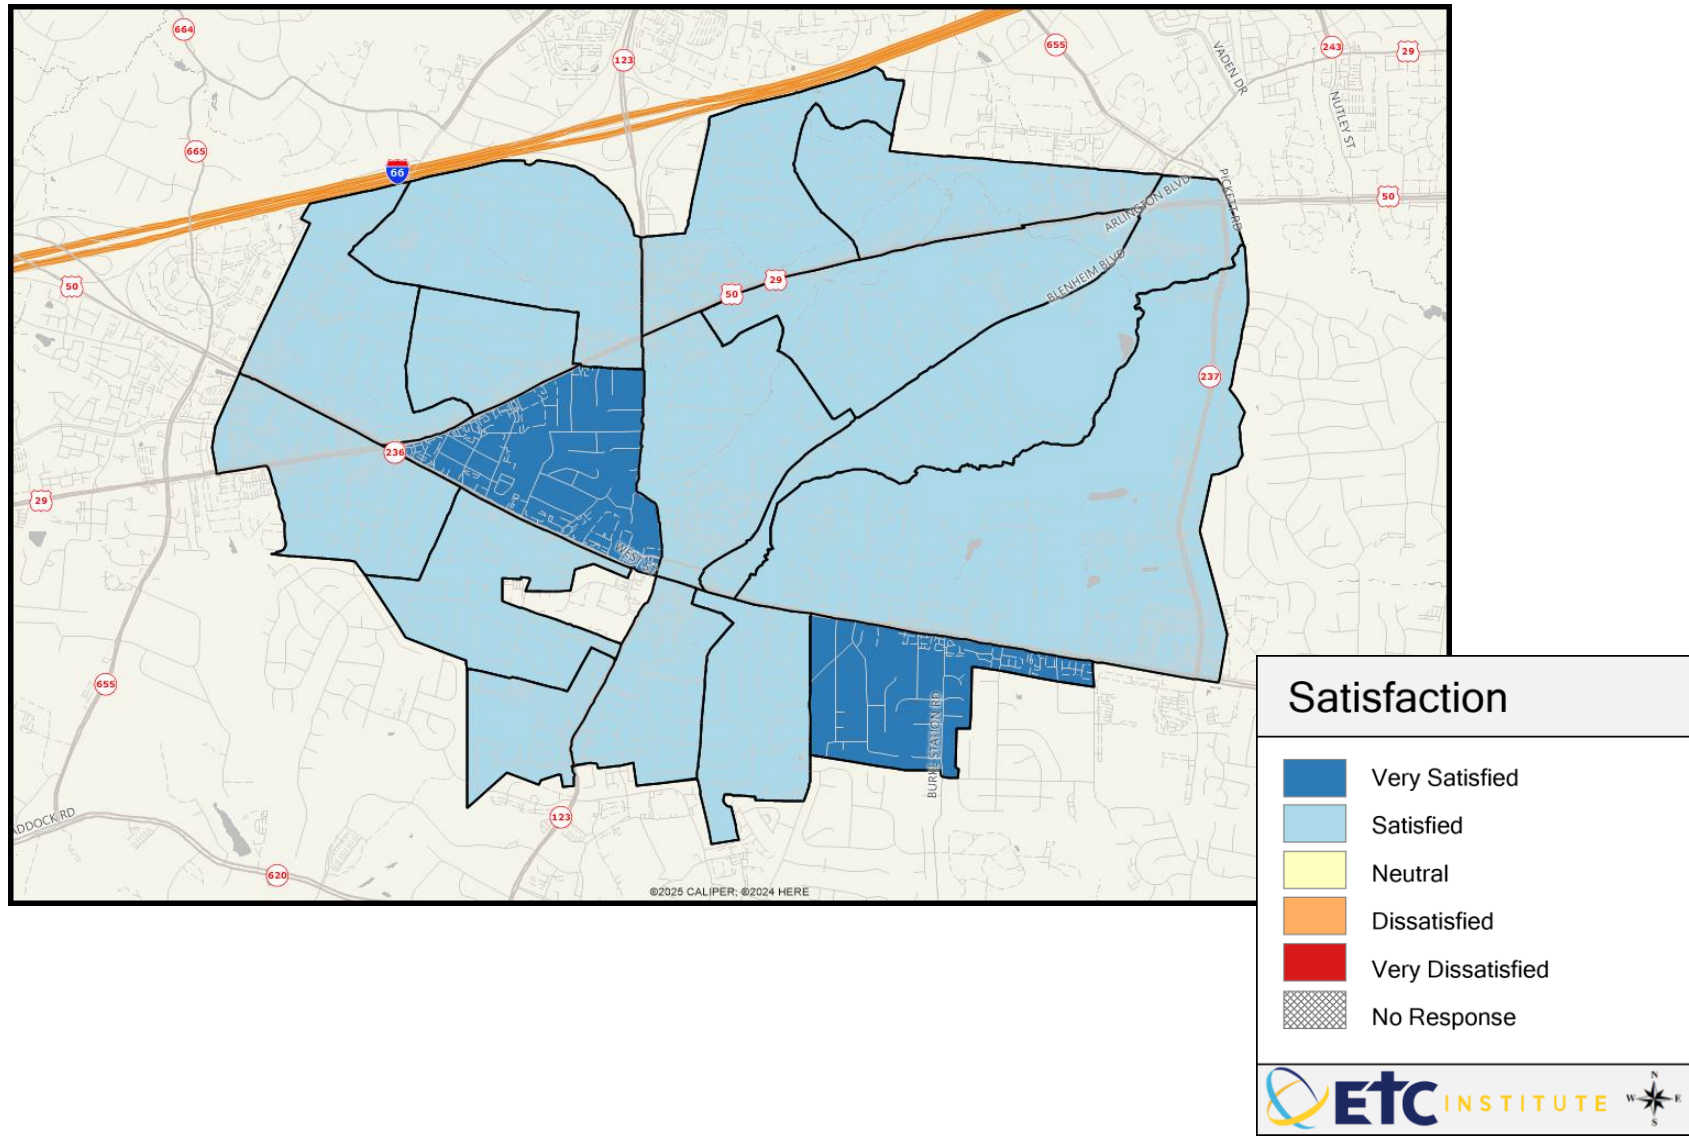 664
123
655
243
29
VADEN DR
NUTLEY ST
665
66
PICKETT RD
50
ARLINGTON BLVD
50
29
50
BLENHEIM BLVD
237
236
29
WEST ST
655
BURKE STATION RD
123
ADDOCK RD
620
©2025 CALIPER; ©2024 HERE
Satisfaction
Very Satisfied
Satisfied
Neutral
Dissatisfied
Very Dissatisfied
No Response
ETC INSTITUTE
N
W E
S